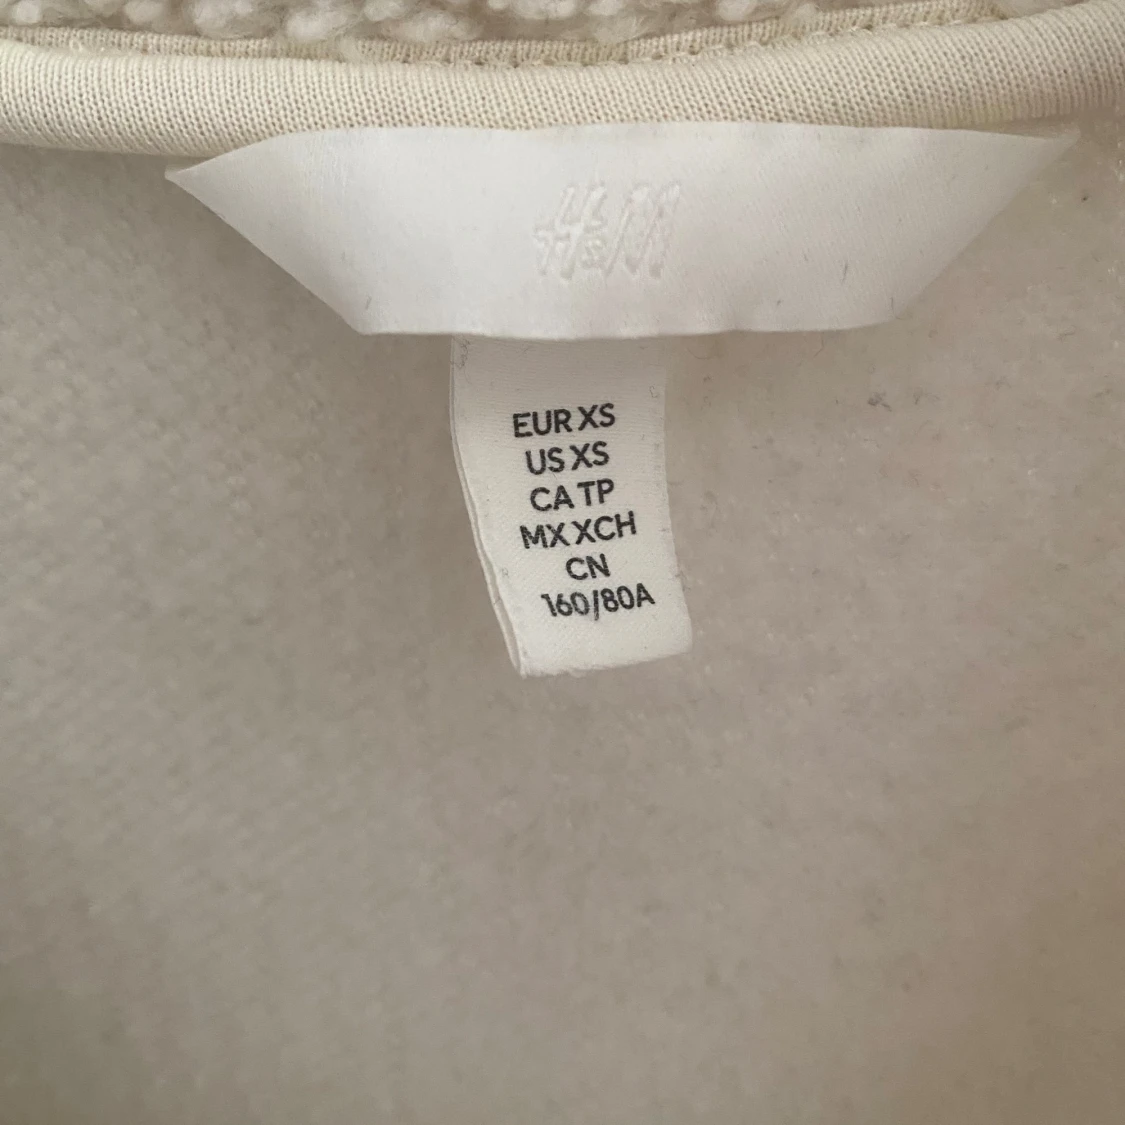 H&M
EUR XS
US XS
CA TP
MX XCH
CN
160/80A